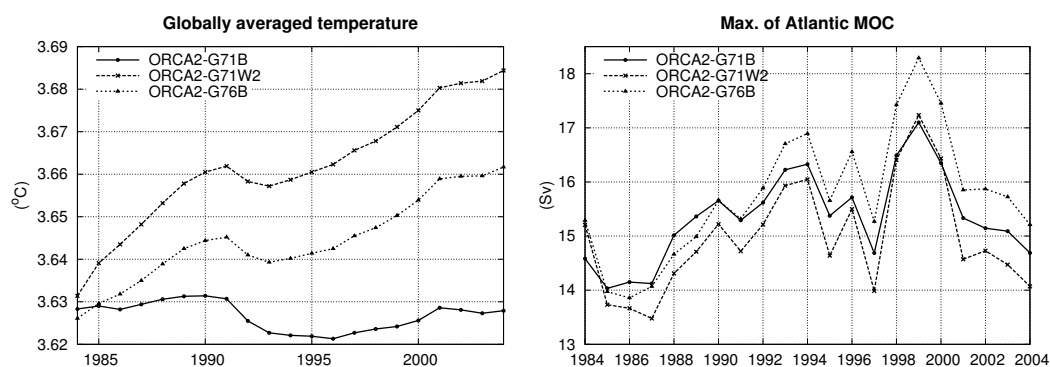 Globally averaged temperature
3.69
3.68
3.67
3.66
3.65
3.64
3.63
3.62
(°C)
ORCA2-G71B
ORCA2-G71W2
ORCA2-G76B
1985
1990
1995
2000
Max. of Atlantic MOC
18
17
16
15
14
13
(Sv)
ORCA2-G71B
ORCA2-G71W2
ORCA2-G76B
1984 1986 1988 1990 1992 1994 1996 1998 2000 2002 2004